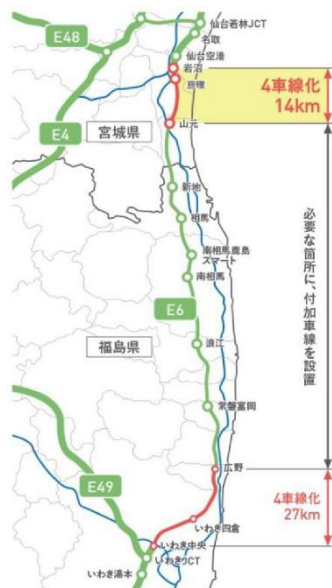 E48
仙台若林JCT
名取
仙台空港
岩沼
亘理
4車線化
14km
E4
宮城県
山元
新地
相馬
南相馬鹿島
スマート
南相馬
必要な箇所に、付加車線を設置
E6
浪江
福島県
常磐富岡
広野
E49
4車線化
27km
いわき四倉
いわき中央
いわきJCT
いわき湯本